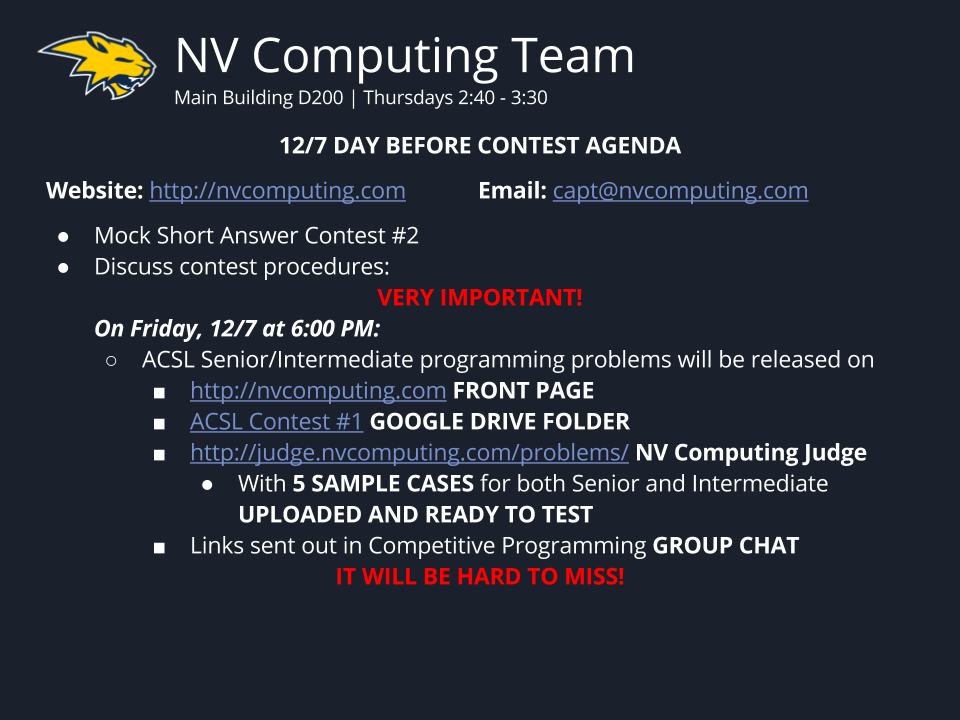 NV Computing Team
Main Building D200 | Thursdays 2:40 - 3:30
12/7 DAY BEFORE CONTEST AGENDA
Website: http://nvcomputing.com Email: capt@nvcomputing.com
● Mock Short Answer Contest #2
● Discuss contest procedures:
VERY IMPORTANT!
On Friday, 12/7 at 6:00 PM:
○ ACSL Senior/Intermediate programming problems will be released on
■ http://nvcomputing.com FRONT PAGE
■ ACSL Contest #1 GOOGLE DRIVE FOLDER
■ http://judge.nvcomputing.com/problems/ NV Computing Judge
● With 5 SAMPLE CASES for both Senior and Intermediate
UPLOADED AND READY TO TEST
■ Links sent out in Competitive Programming GROUP CHAT
IT WILL BE HARD TO MISS!